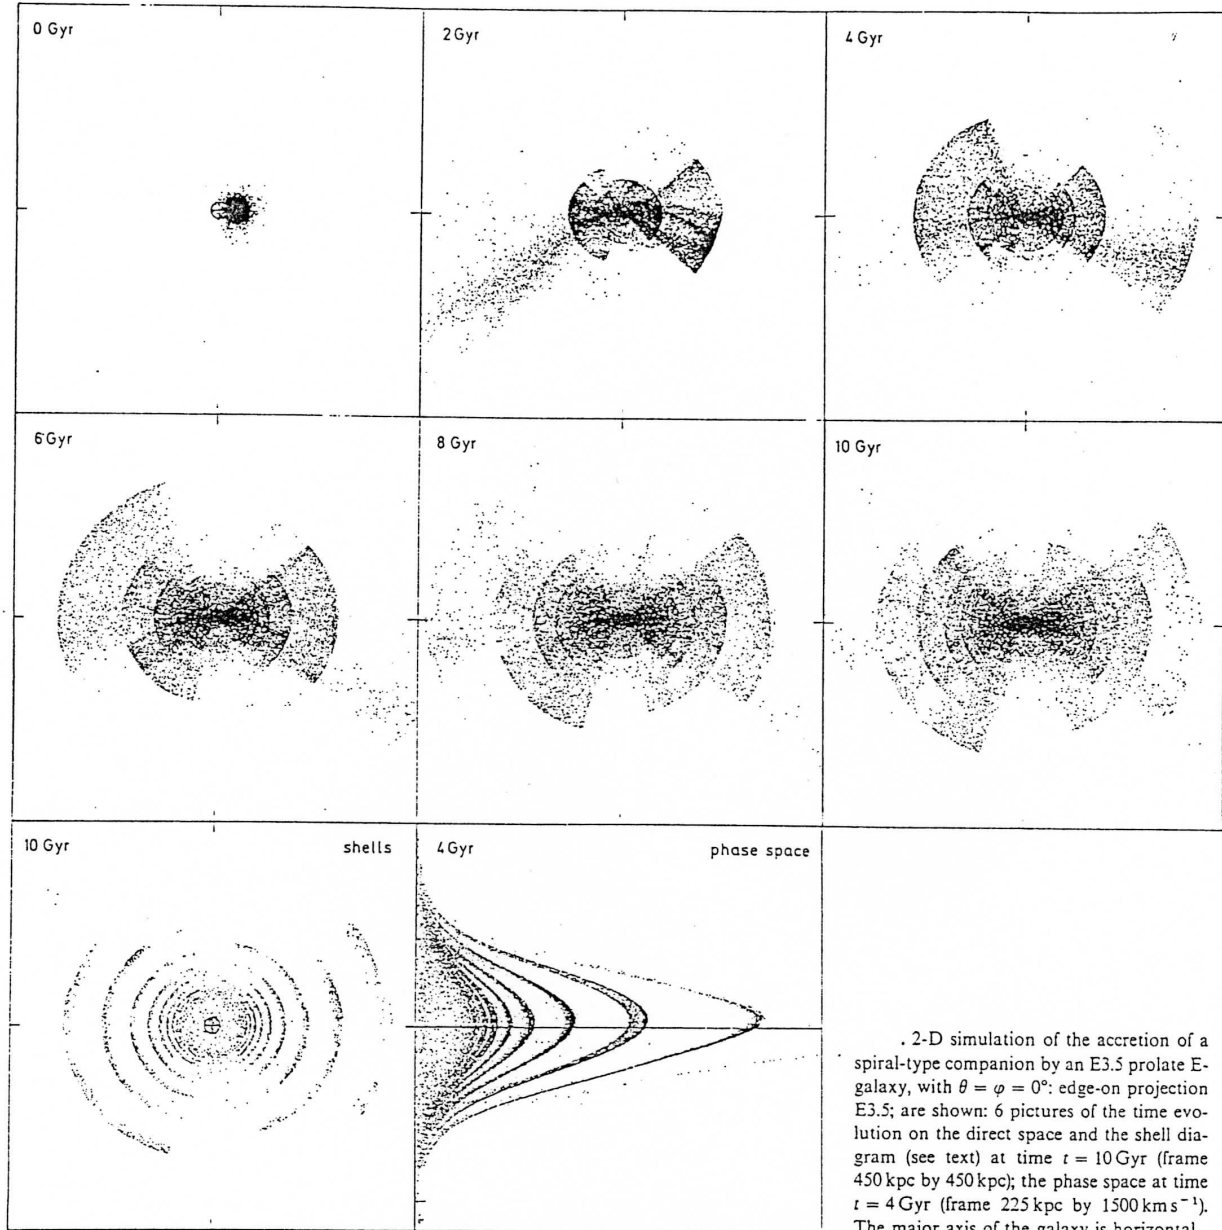 0 Gyr
2 Gyr
4 Gyr
6 Gyr
8 Gyr
10 Gyr
10 Gyr
shells
4 Gyr
phase space
. 2-D simulation of the accretion of a
spiral-type companion by an E3.5 prolate E-
galaxy, with θ = φ = 0°: edge-on projection
E3.5; are shown: 6 pictures of the time evo-
lution on the direct space and the shell dia-
gram (see text) at time t = 10 Gyr (frame
450 kpc by 450 kpc); the phase space at time
t = 4 Gyr (frame 225 kpc by 1500 km s⁻¹).
The major axis of the galaxy is horizontal